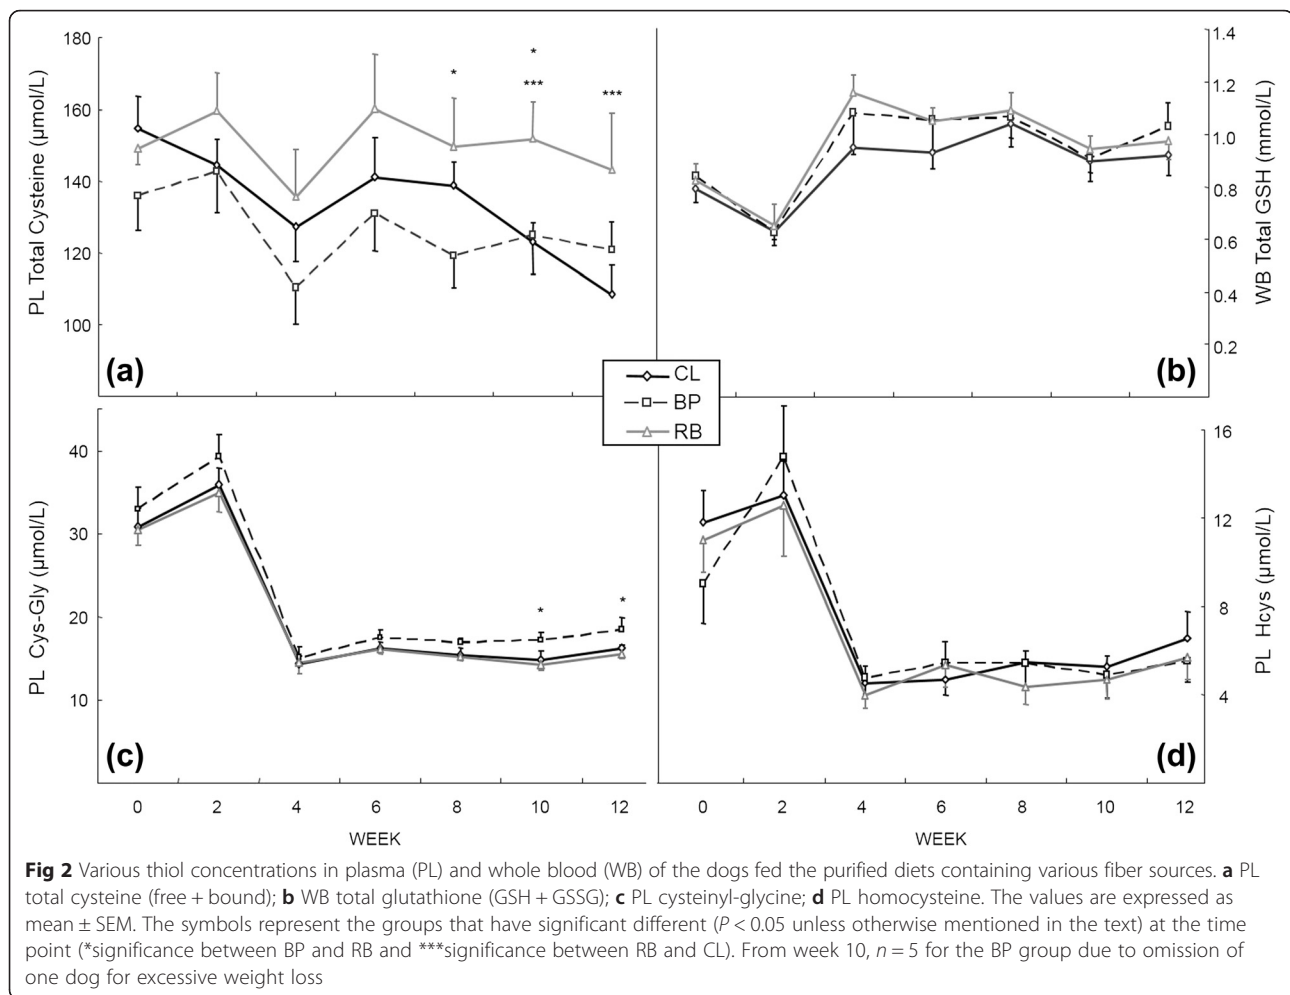 180
160
140
120
100
PL Total Cysteine (µmol/L)
*
*
***
***
(a)
1.4
1.2
1.0
0.8
0.6
0.4
0.2
WB Total GSH (mmol/L)
(b)
CL
BP
RB
40
30
20
10
PL Cys-Gly (µmol/L)
*
*
(c)
0 2 4 6 8 10 12
WEEK
16
12
8
4
PL Hcys (µmol/L)
(d)
0 2 4 6 8 10 12
WEEK
Fig 2 Various thiol concentrations in plasma (PL) and whole blood (WB) of the dogs fed the purified diets containing various fiber sources. a PL
total cysteine (free + bound); b WB total glutathione (GSH + GSSG); c PL cysteinyl-glycine; d PL homocysteine. The values are expressed as
mean ± SEM. The symbols represent the groups that have significant different (P < 0.05 unless otherwise mentioned in the text) at the time
point (*significance between BP and RB and ***significance between RB and CL). From week 10, n = 5 for the BP group due to omission of
one dog for excessive weight loss